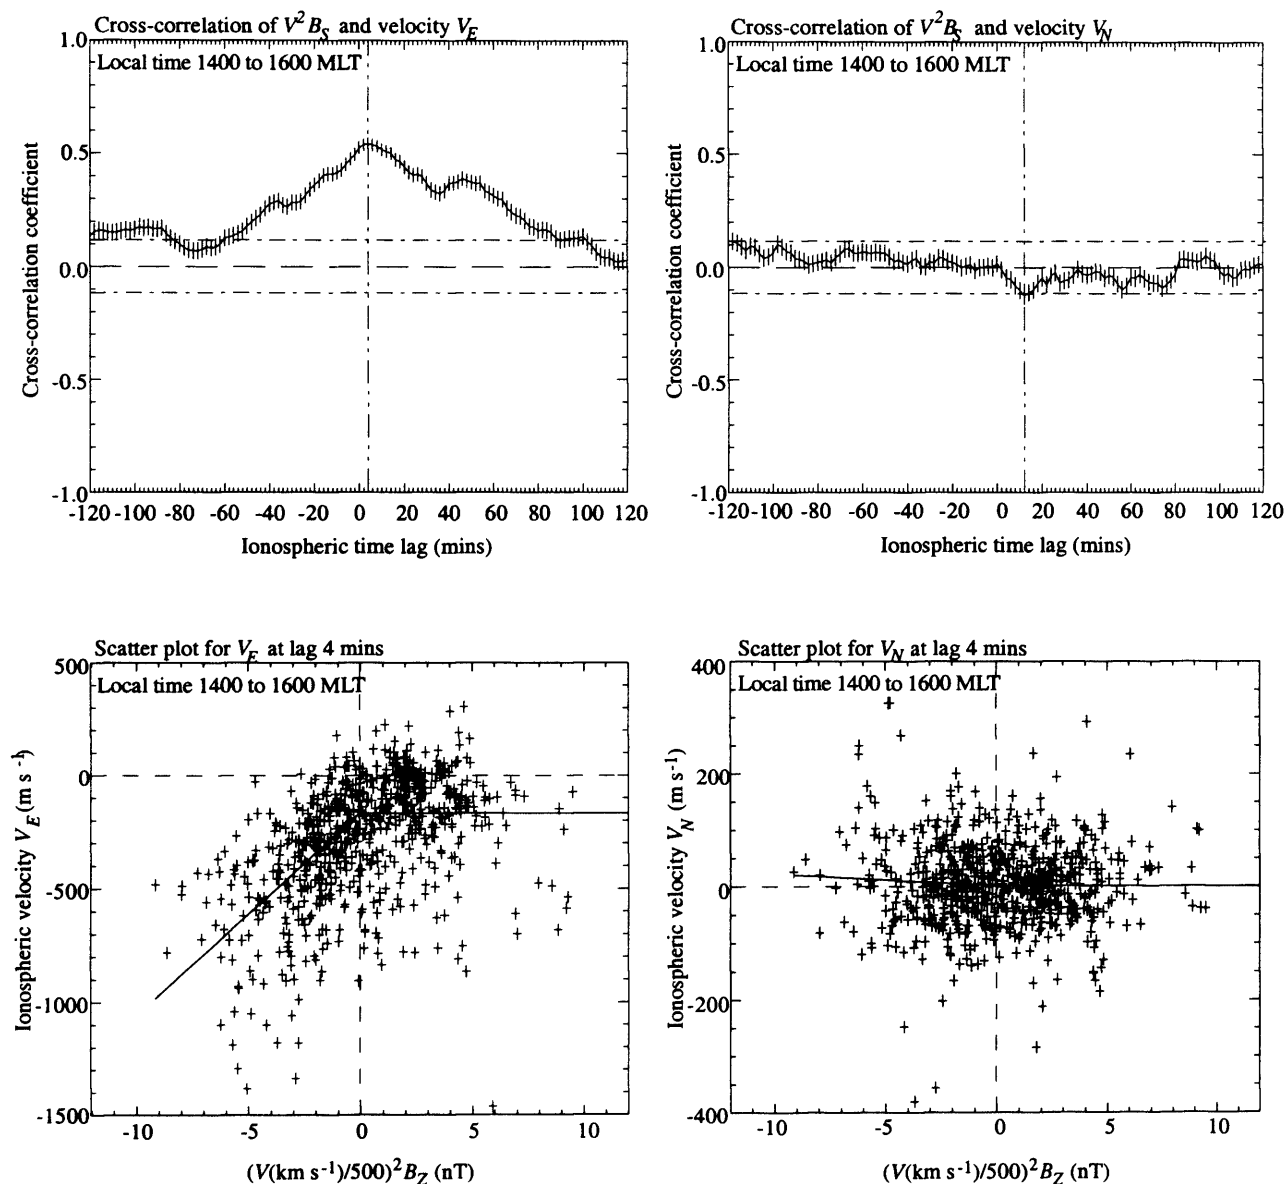 Cross-correlation of V²B_S and velocity V_E
Local time 1400 to 1600 MLT
Cross-correlation coefficient
1.0
0.5
0.0
-0.5
-1.0
-120 -100 -80 -60 -40 -20 0 20 40 60 80 100 120
Ionospheric time lag (mins)
Cross-correlation of V²B_S and velocity V_N
Local time 1400 to 1600 MLT
Cross-correlation coefficient
1.0
0.5
0.0
-0.5
-1.0
-120 -100 -80 -60 -40 -20 0 20 40 60 80 100 120
Ionospheric time lag (mins)
Scatter plot for V_E at lag 4 mins
Local time 1400 to 1600 MLT
Ionospheric velocity V_E (m s⁻¹)
500
0
-500
-1000
-1500
-10 -5 0 5 10
(V(km s⁻¹)/500)²B_Z (nT)
Scatter plot for V_N at lag 4 mins
Local time 1400 to 1600 MLT
Ionospheric velocity V_N (m s⁻¹)
400
200
0
-200
-400
-10 -5 0 5 10
(V(km s⁻¹)/500)²B_Z (nT)